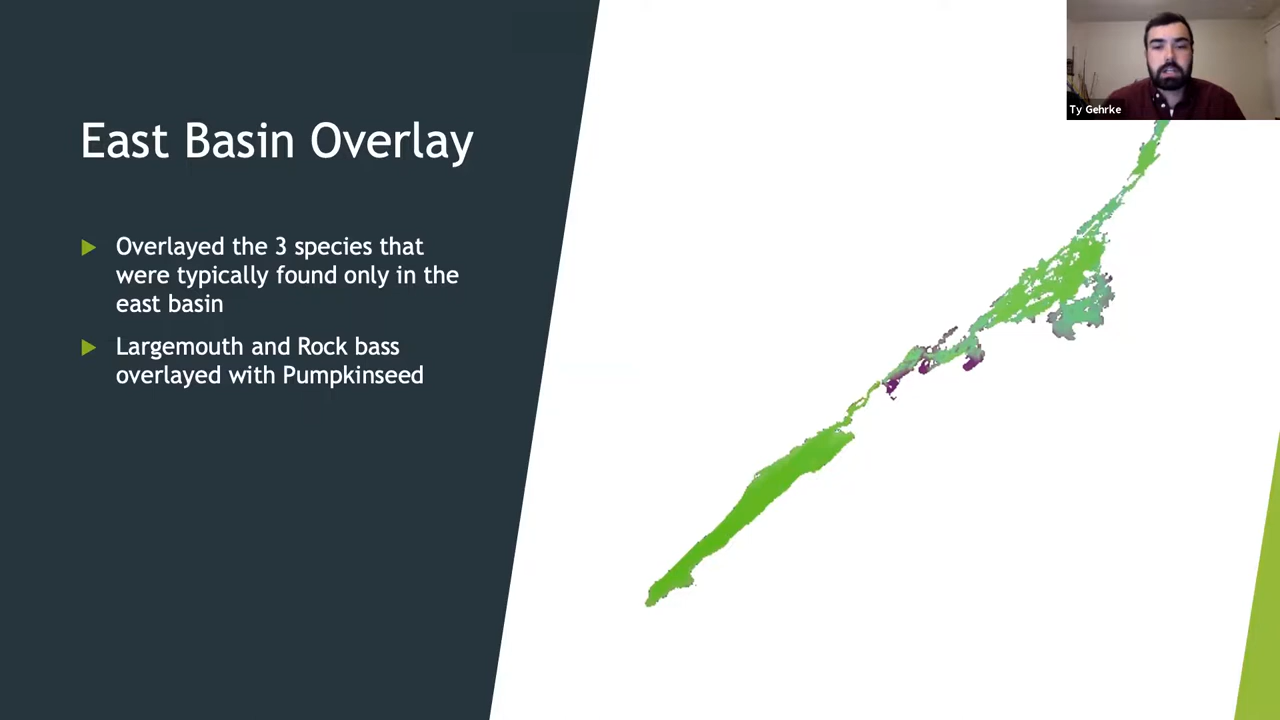 East Basin Overlay
Overlayed the 3 species that
were typically found only in the
east basin
Largemouth and Rock bass
overlayed with Pumpkinseed
Ty Gehrke